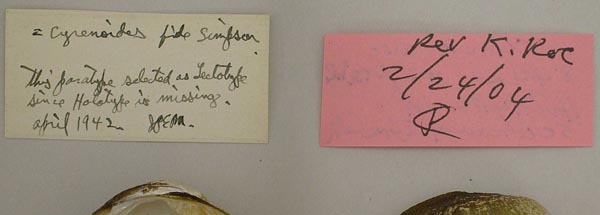 = Cyrenoides fide Simpson.
This paratype selected as Lectotype
since Holotype is missing.
april 1942. JPEM.
Rev K. Roe
2/24/04
R